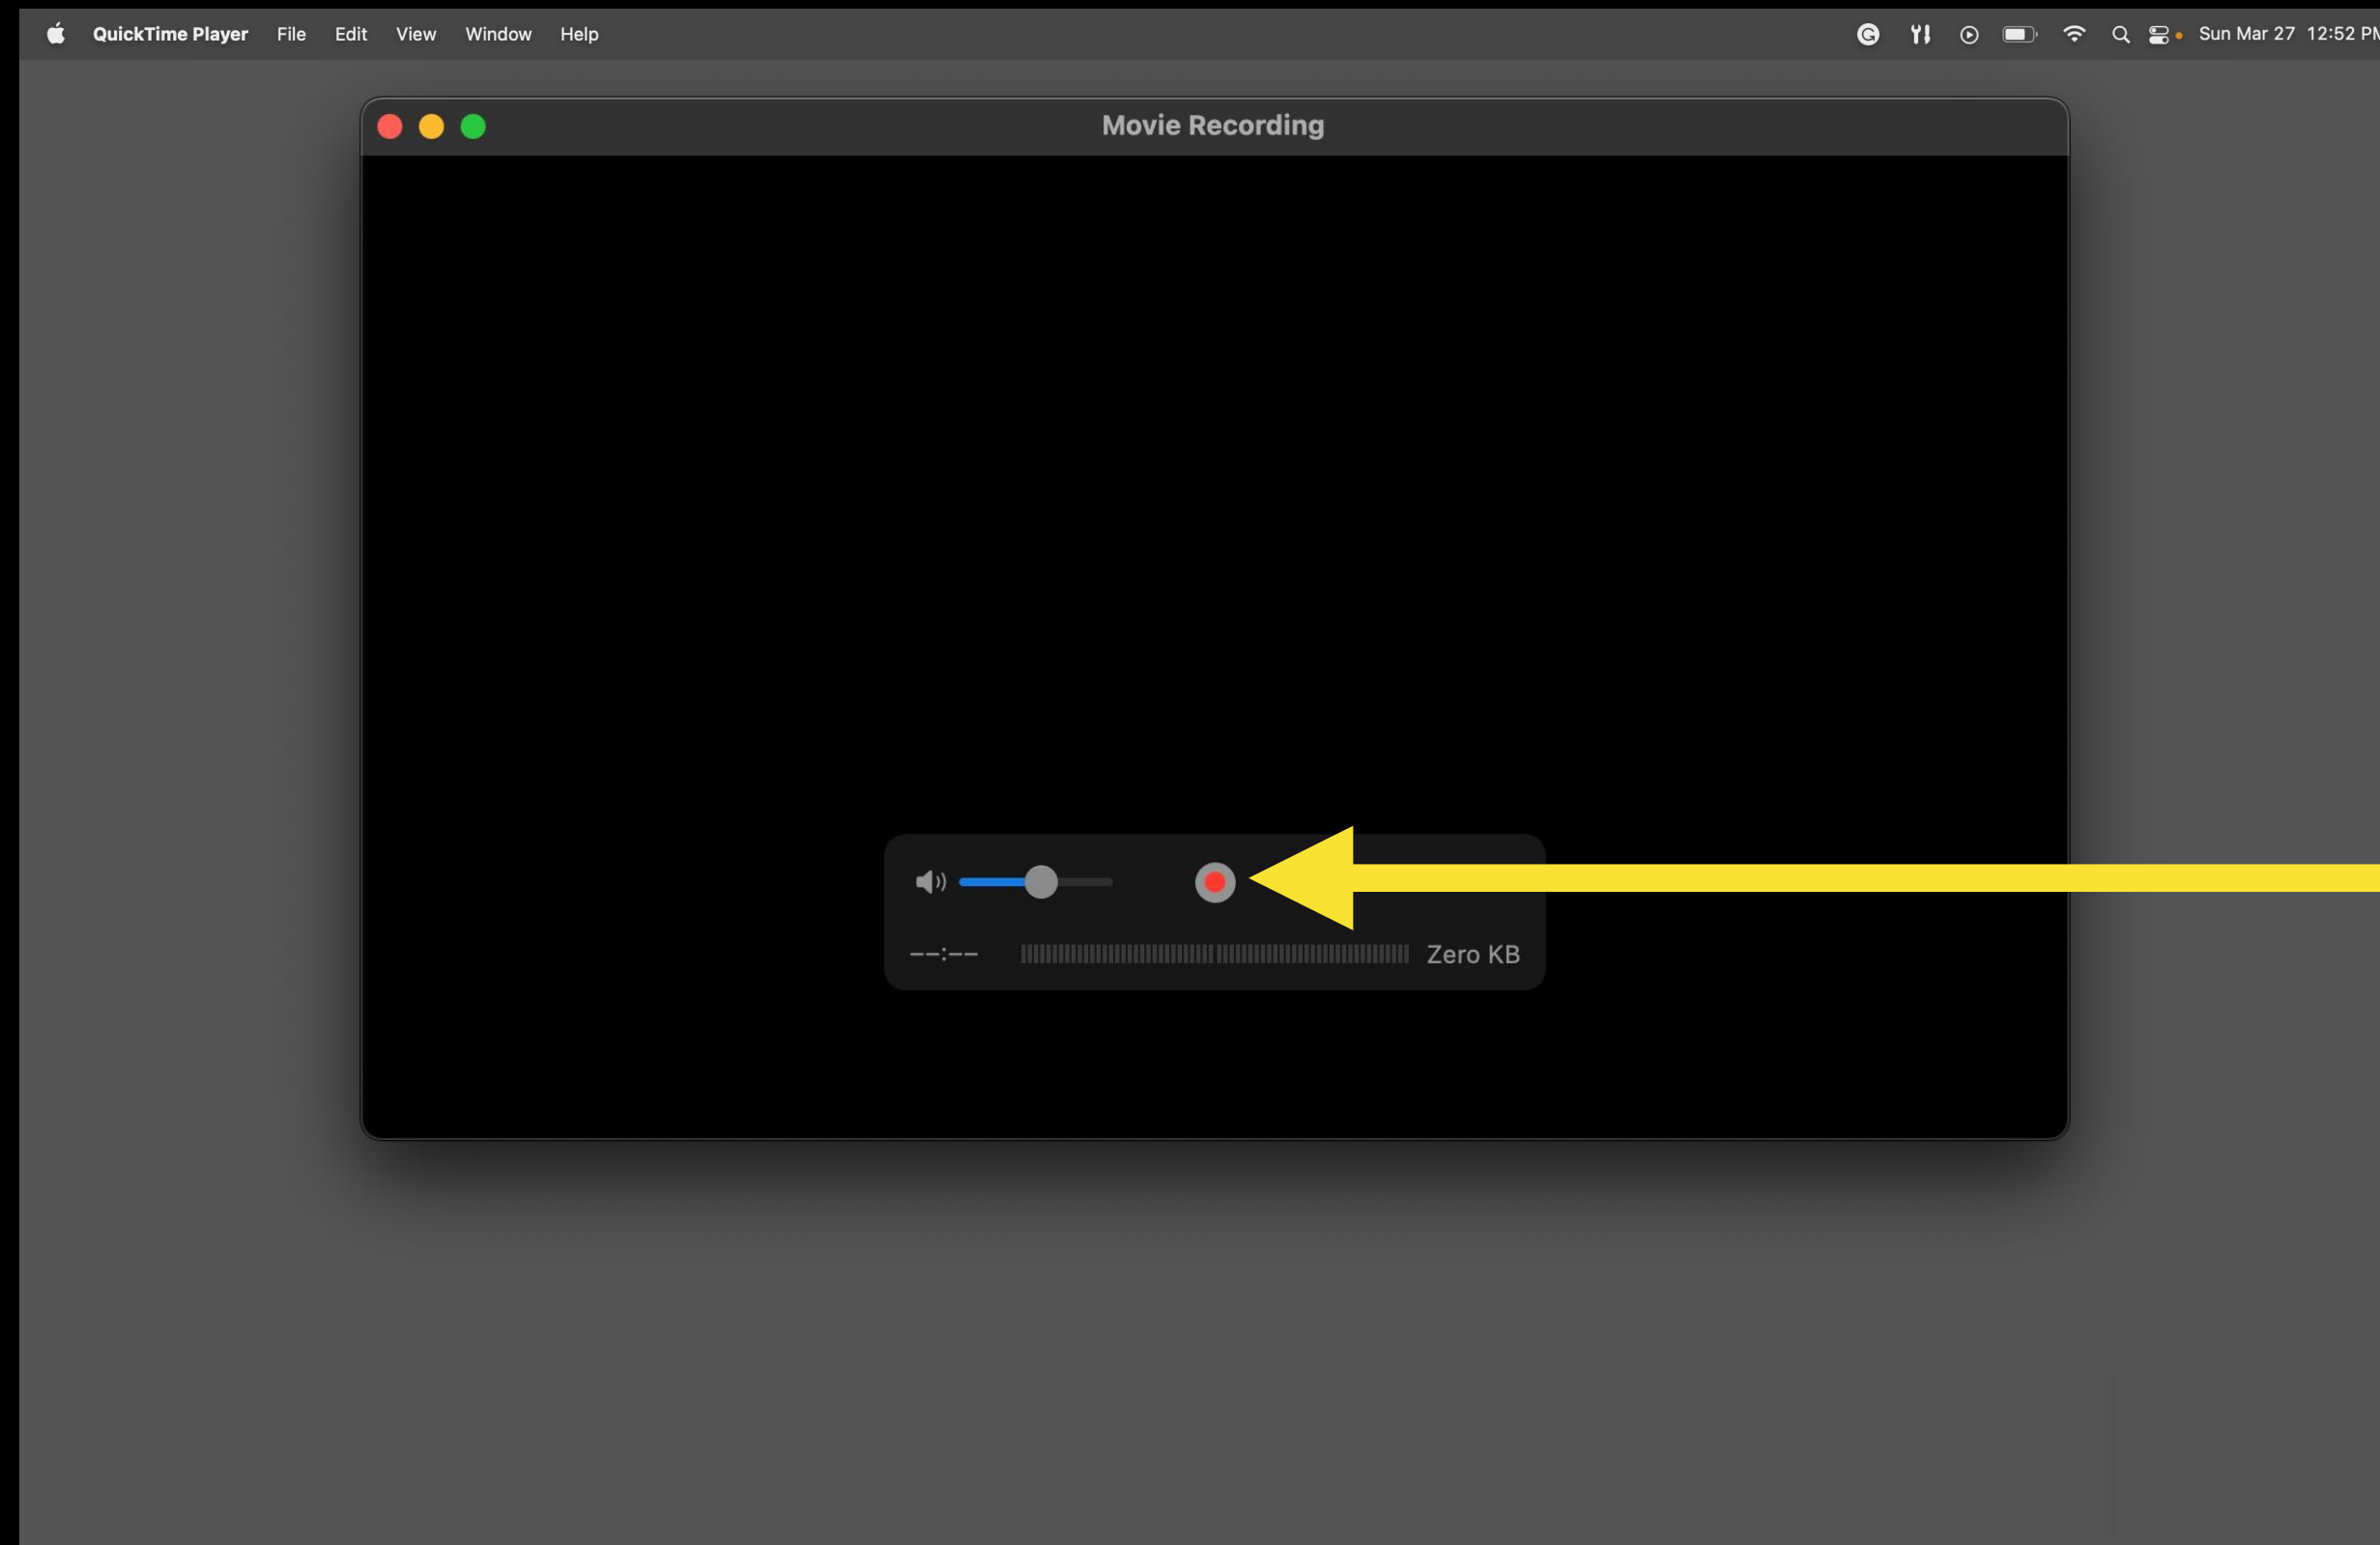 QuickTime Player File Edit View Window Help Sun Mar 27 12:52 PM
Movie Recording
--:-- Zero KB